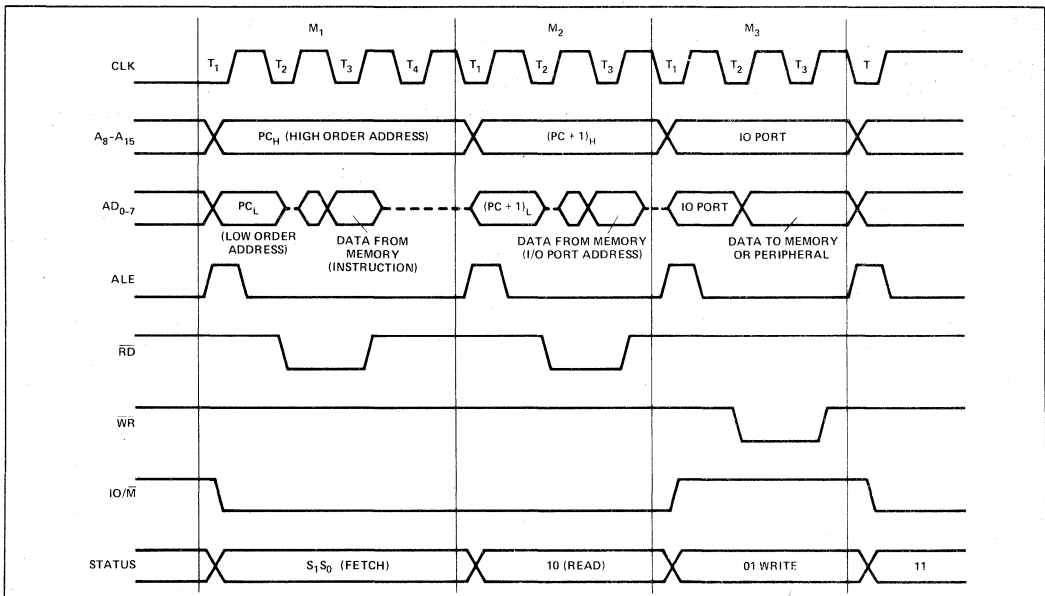 M1 M2 M3
CLK T1 T2 T3 T4 T1 T2 T3 T1 T2 T3 T
A8-A15 PCH (HIGH ORDER ADDRESS) (PC + 1)H IO PORT
AD0-7 PCL (PC + 1)L IO PORT
(LOW ORDER
ADDRESS)
DATA FROM
MEMORY
(INSTRUCTION)
DATA FROM MEMORY
(I/O PORT ADDRESS)
DATA TO MEMORY
OR PERIPHERAL
ALE
R̅D̅
W̅R̅
IO/M̅
STATUS S1S0 (FETCH) 10 (READ) 01 WRITE 11